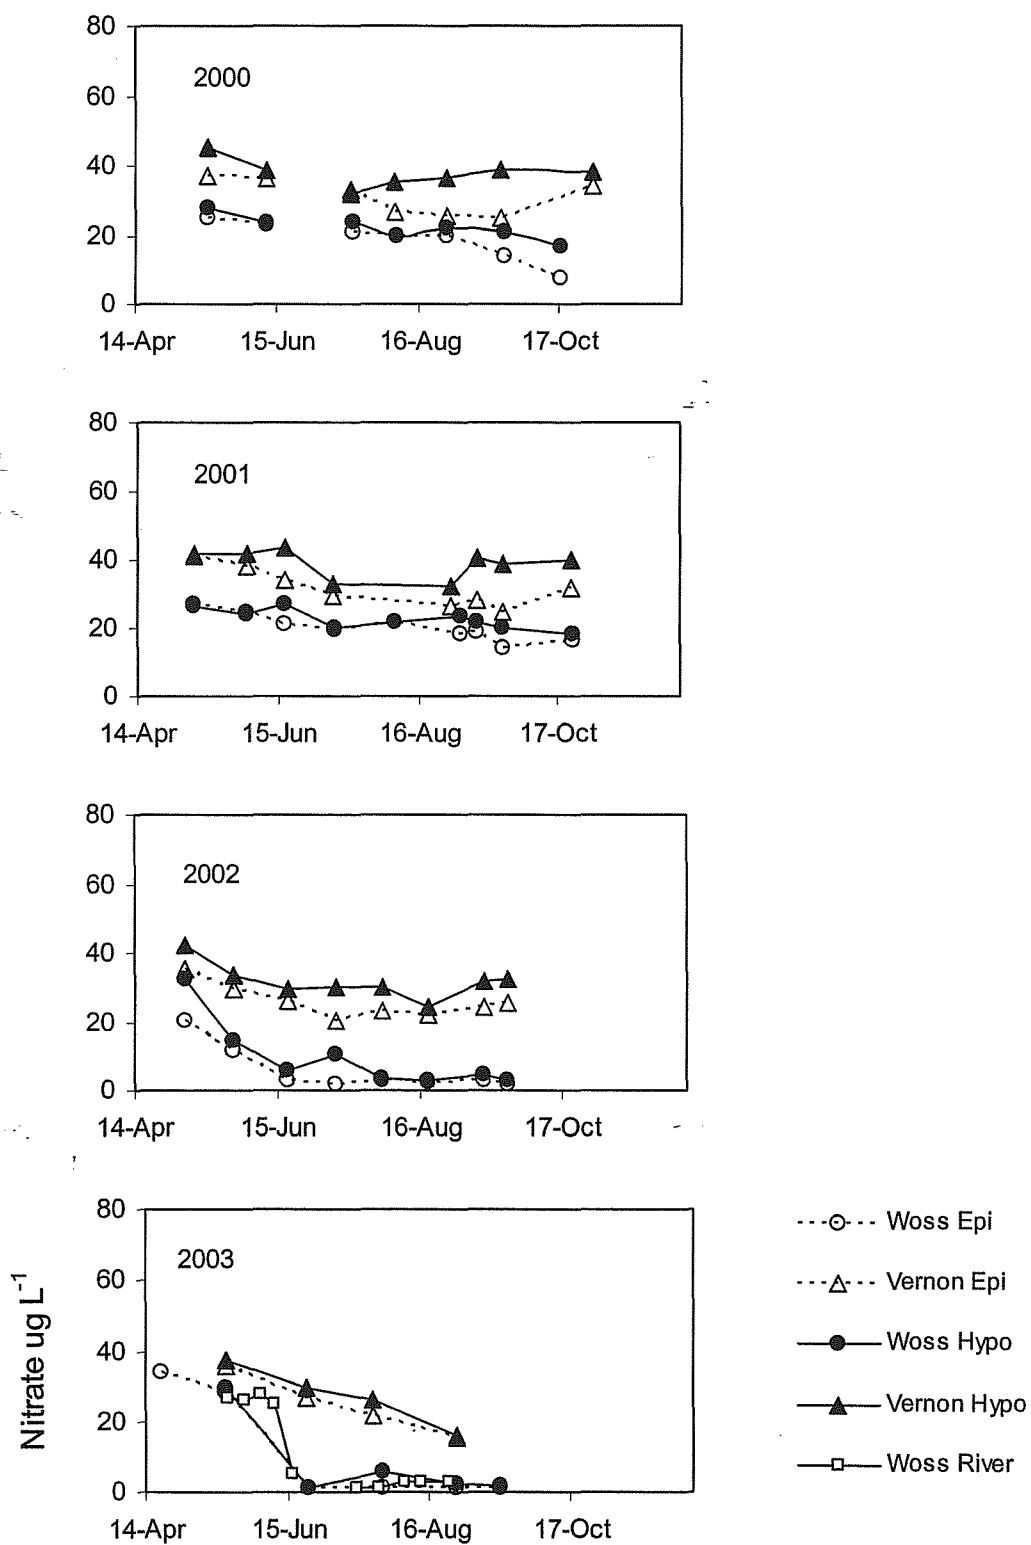 80
2000
60
40
20
0
14-Apr 15-Jun 16-Aug 17-Oct
80
2001
60
40
20
0
14-Apr 15-Jun 16-Aug 17-Oct
80
2002
60
40
20
0
14-Apr 15-Jun 16-Aug 17-Oct
Nitrate ug L⁻¹
80
2003
60
40
20
0
14-Apr 15-Jun 16-Aug 17-Oct
Woss Epi
Vernon Epi
Woss Hypo
Vernon Hypo
Woss River